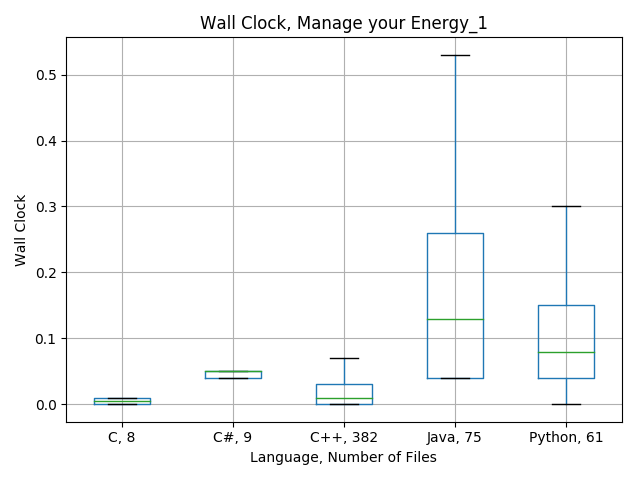 Wall Clock, Manage your Energy_1
Wall Clock
0.5
0.4
0.3
0.2
0.1
0.0
C, 8
C#, 9
C++, 382
Java, 75
Python, 61
Language, Number of Files